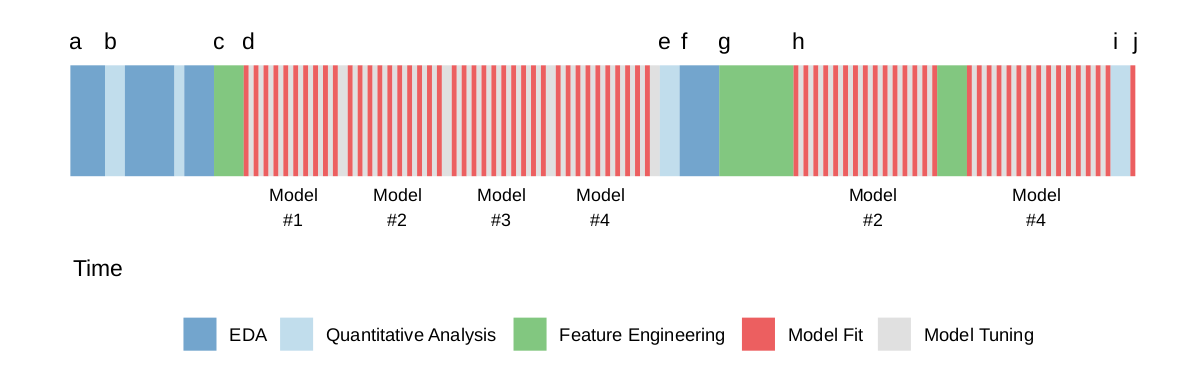 a b c d e f g h i j
Model Model Model Model Model Model
#1 #2 #3 #4 #2 #4
Time
EDA Quantitative Analysis Feature Engineering Model Fit Model Tuning